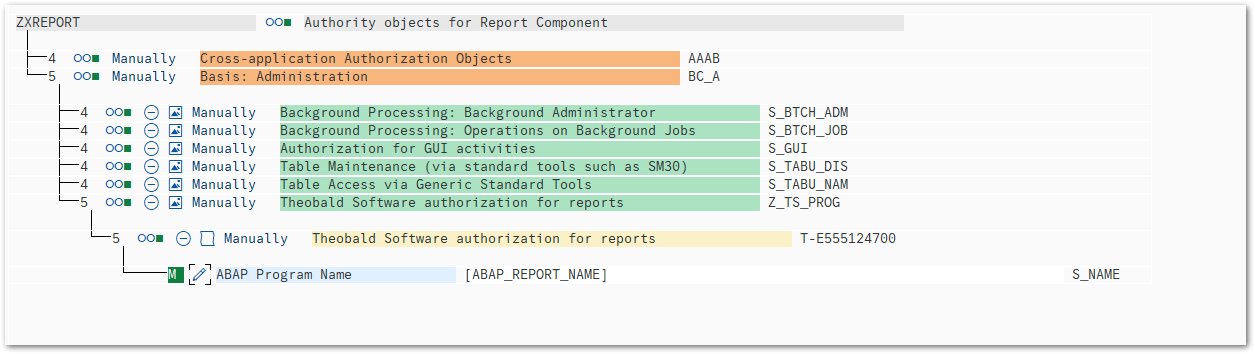 ZXREPORT Authority objects for Report Component
4 Manually Cross-application Authorization Objects AAAB
5 Manually Basis: Administration BC_A
4 Manually Background Processing: Background Administrator S_BTCH_ADM
4 Manually Background Processing: Operations on Background Jobs S_BTCH_JOB
4 Manually Authorization for GUI activities S_GUI
4 Manually Table Maintenance (via standard tools such as SM30) S_TABU_DIS
4 Manually Table Access via Generic Standard Tools S_TABU_NAM
5 Manually Theobald Software authorization for reports Z_TS_PROG
5 Manually Theobald Software authorization for reports T-E555124700
M ABAP Program Name [ABAP_REPORT_NAME] S_NAME